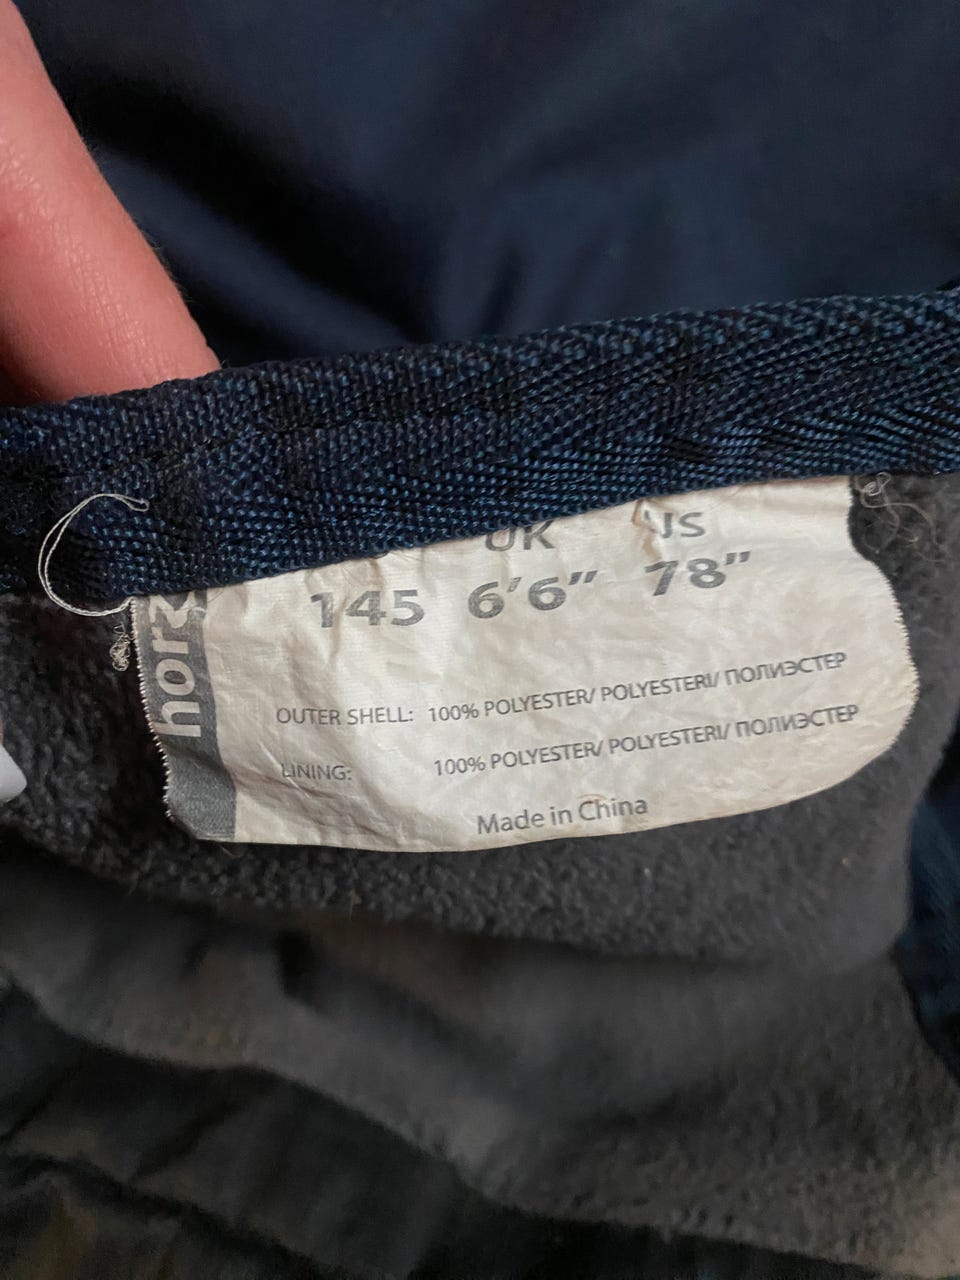 UK US
145 6'6" 78"
OUTER SHELL: 100% POLYESTER/ POLYESTERI/ ПОЛИЭСТЕР
LINING: 100% POLYESTER/ POLYESTERI/ ПОЛИЭСТЕР
Made in China
horz